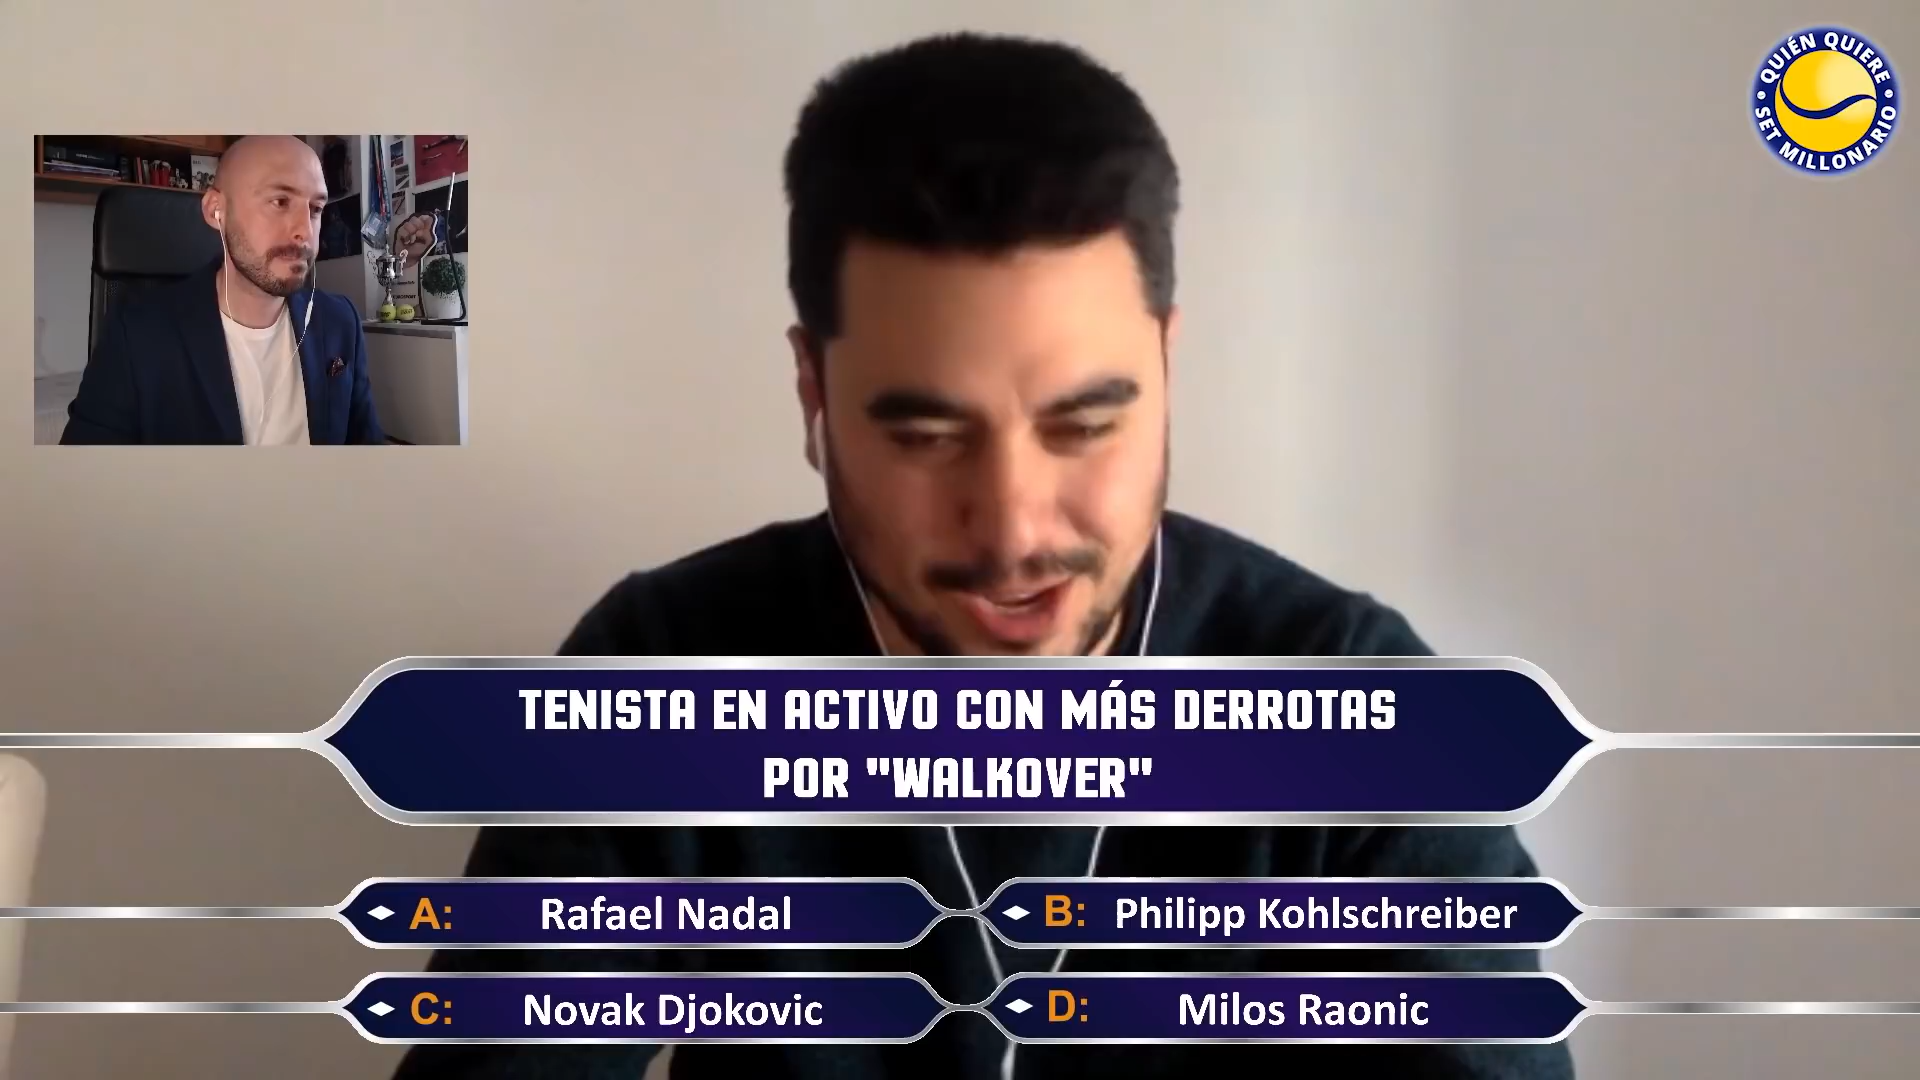 QUIÉN QUIERE
SET MILLONARIO
TENISTA EN ACTIVO CON MÁS DERROTAS
POR "WALKOVER"
A: Rafael Nadal
B: Philipp Kohlschreiber
C: Novak Djokovic
D: Milos Raonic